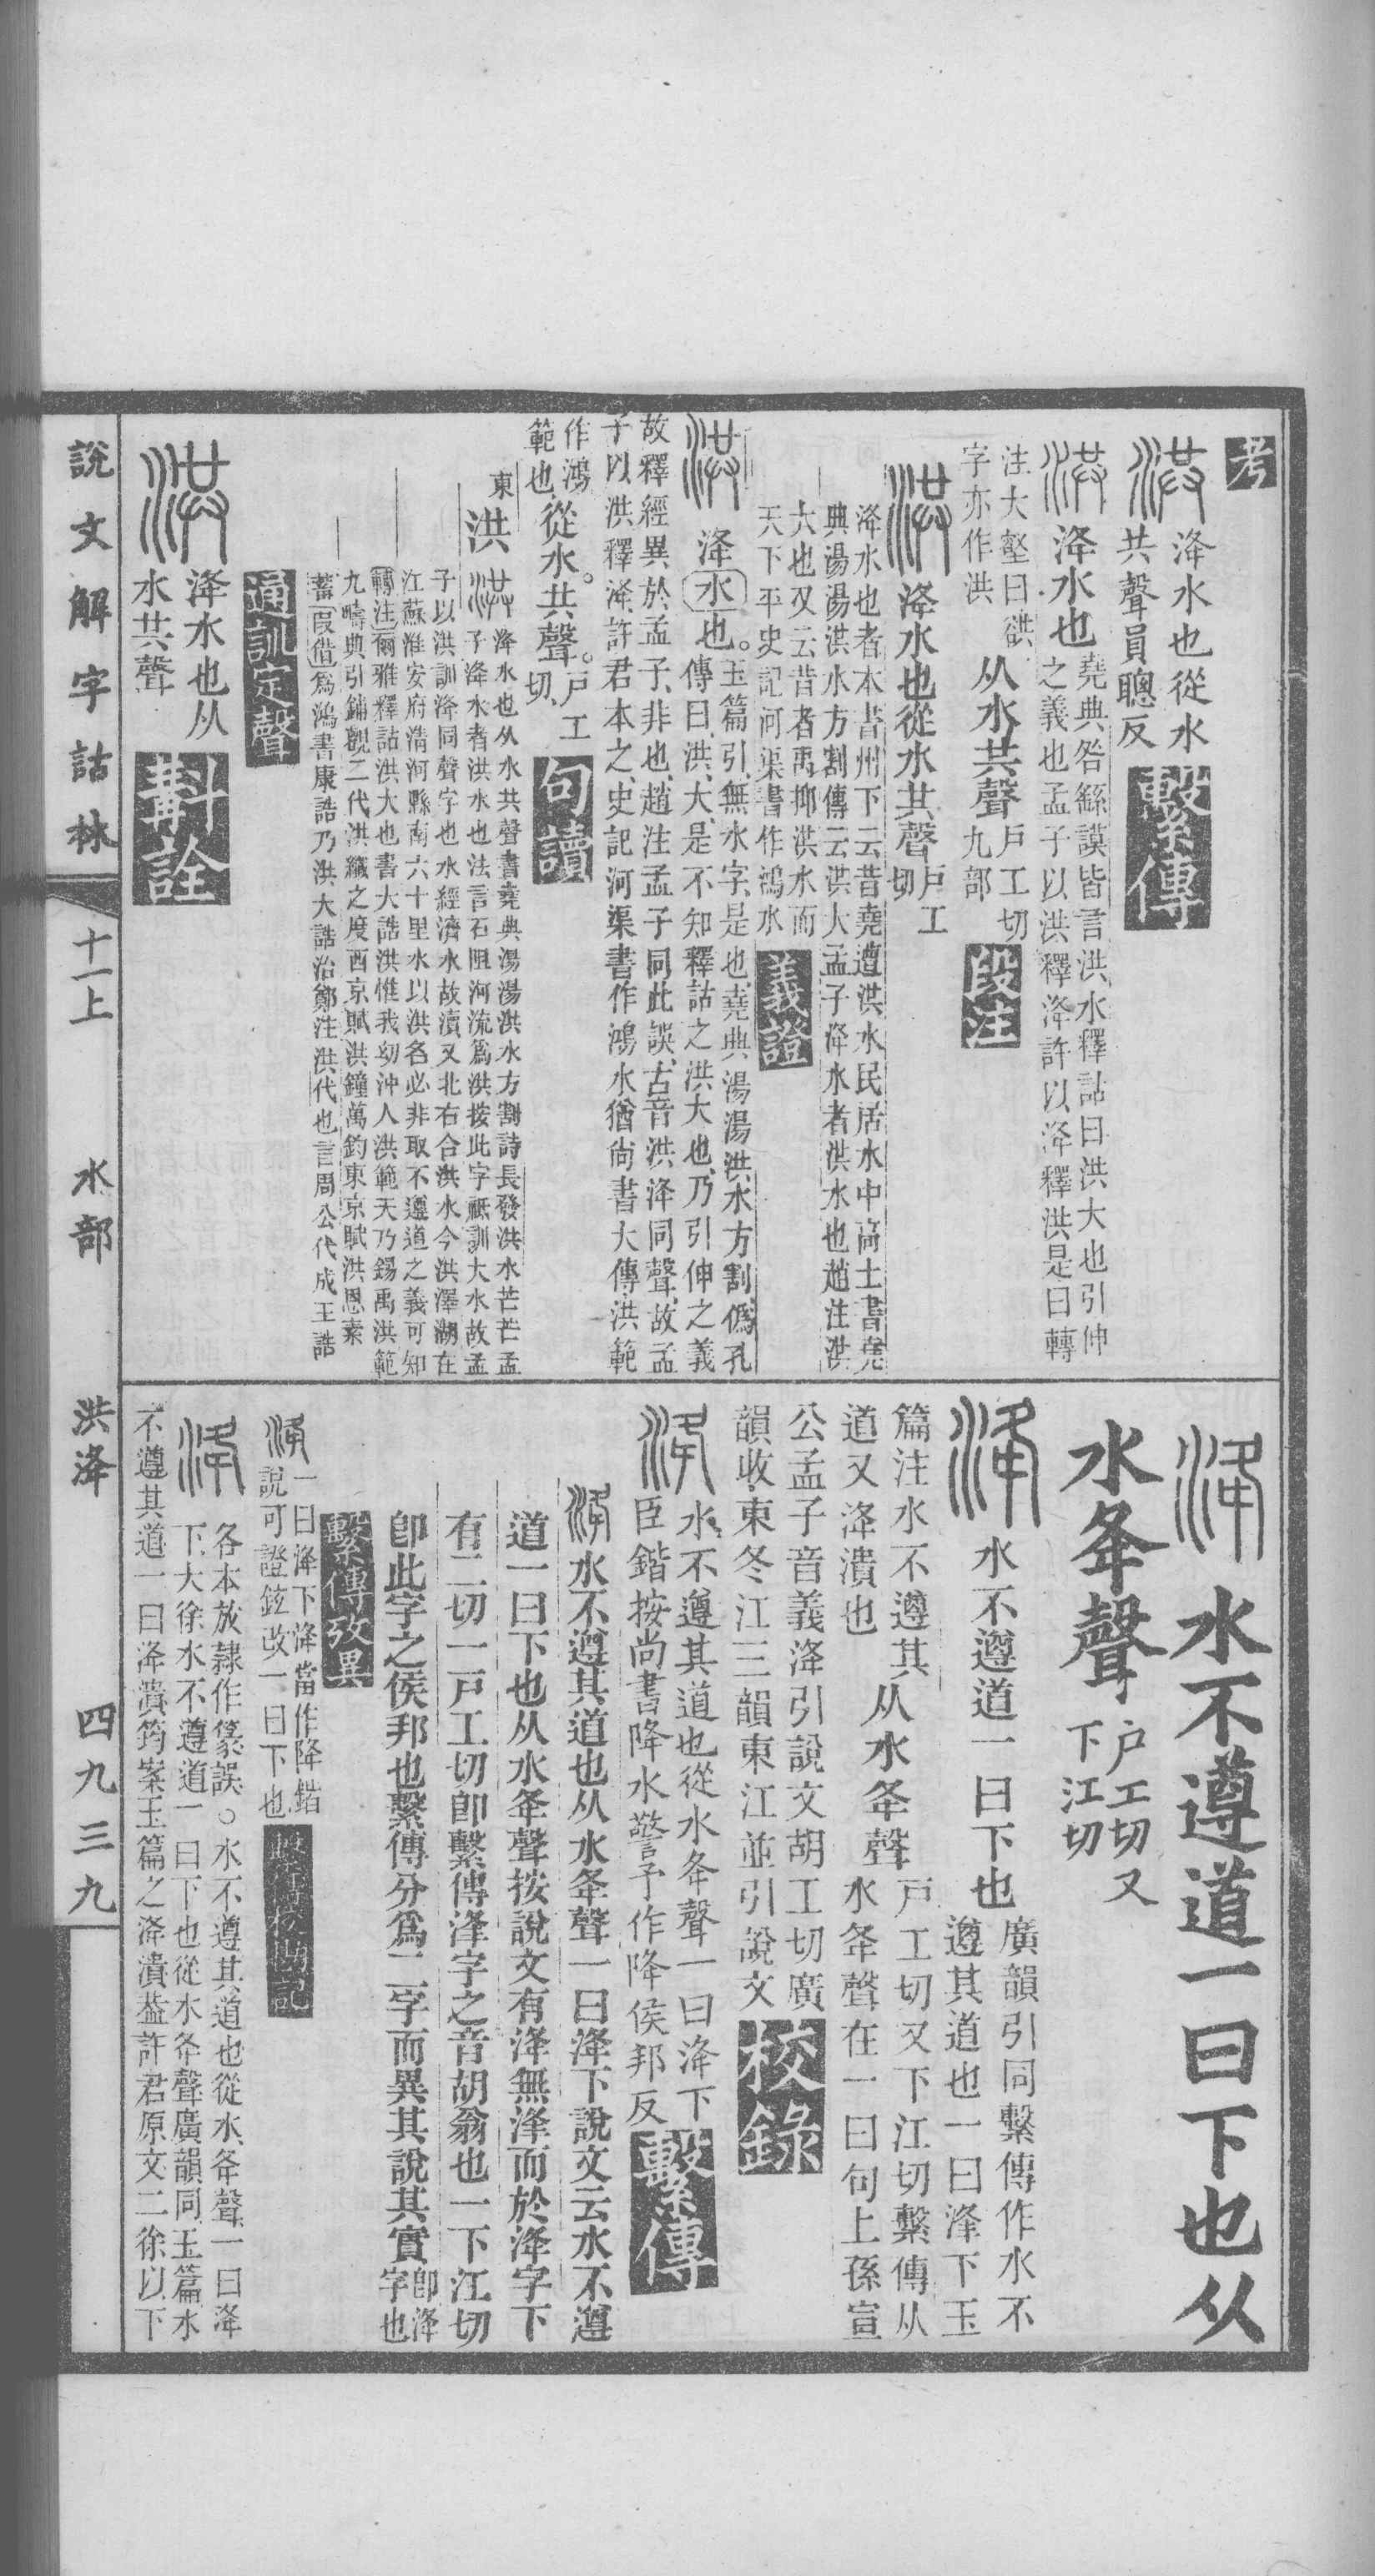 考
洚水也從水
共聲員聰反
繫傳
洚水也
堯典咎繇謨皆言洪水釋詁曰洪大也引伸
之義也孟子以洪釋洚許以洚釋洪是曰轉
注大壑曰谼
字亦作洪
从水共聲
戶工切
九部
段注
洪
洚水也從水共聲
戶工
切
洚水也者本書州下云昔堯遭洪水民居水中高土書堯
典湯湯洪水方割傳云洪大孟子洚水者洪水也趙注洪
大也又云昔者禹抑洪水而
天下平史記河渠書作鴻水
義證
洪
洚水也。
玉篇引、無水字、是也、堯典湯湯洪水方割、僞孔
傳曰、洪、大、是不知釋詁之洪大也、乃引伸之義
故釋經異於孟子、非也、趙注孟子同此誤、古音洪洚同聲、故孟
子以洪釋洚、許君本之、史記河渠書作鴻水猶尚書大傳洪範
作鴻
範也、
從水。共聲。
戶工
切、
句讀
東
洪
洚水也从水共聲書堯典湯湯洪水方割詩長發洪水芒芒孟
子洚水者洪水也法言石阻河流爲洪按此字祗訓大水故孟
子以洪訓洚同聲字也水經濟水故瀆又北右合洪水今洪澤湖在
江蘇淮安府清河縣南六十里水以洪名必非取不遵道之義可知
轉注爾雅釋詁洪大也書大誥洪惟我幼沖人洪範天乃錫禹洪範
九疇典引鋪觀二代洪纖之度西京賦洪鐘萬鈞東京賦洪恩素
蓄叚借爲鴻書康誥乃洪大誥治鄭注洪代也言周公代成王誥
通訓定聲
洚水也从
水共聲
斠詮
洚
水不遵道一曰下也从
水夅聲
户工切又
下江切
洚
水不遵道一曰下也
廣韻引同繫傳作水不
遵其道也一曰洚下玉
篇注水不遵其
道又洚潰也
从水夅聲
戸工切又下江切繫傳从
水夅聲在一曰句上孫宣
公孟子音義洚引說文胡工切廣
韻收東冬江三韻東江並引說文
校錄
水不遵其道也從水夅聲一曰洚下
臣鍇按尚書降水警予作降侯邦反
繫傳
水不遵其道也从水夅聲一曰洚下說文云水不遵
道一曰下也从水夅聲按說文有洚無洚而於洚字下
有二切一戸工切卽繫傳洚字之音胡翁也一下江切
卽此字之侯邦也繫傳分爲二字而異其說其實
卽洚
字也
繫傳攷異
一曰洚下洚當作降鍇
說可證鉉改一曰下也
繫傳校勘記
各本放隸作篆誤○水不遵其道也從水夅聲一曰洚
下大徐水不遵道一曰下也從水夅聲廣韻同玉篇水
不遵其道一曰洚潰筠案玉篇之洚潰葢許君原文二徐以下
說文解字詁林
十一上
水部
洪洚
四九三九